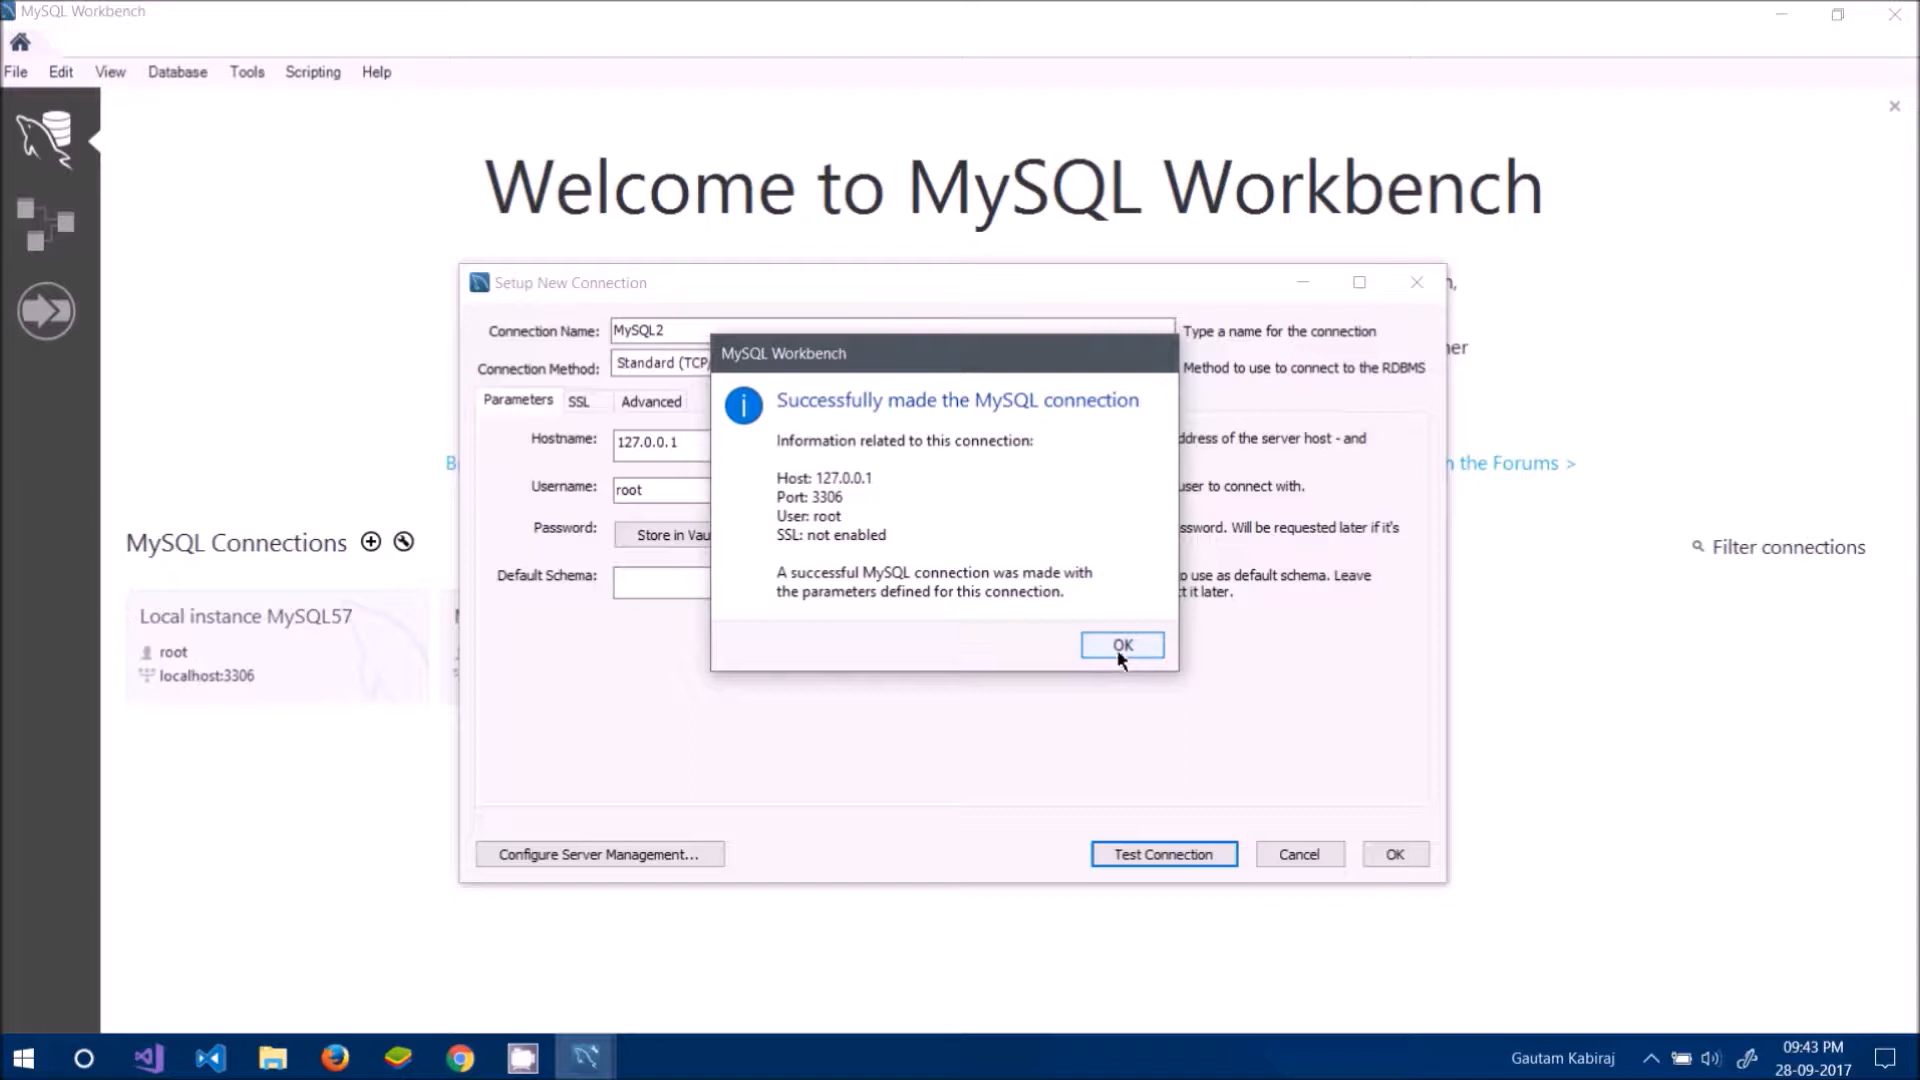 MySQL Workbench
File Edit View Database Tools Scripting Help
Welcome to MySQL Workbench
Setup New Connection
Connection Name: MySQL2 Type a name for the connection
Connection Method: Standard (TCP/ Method to use to connect to the RDBMS
Parameters SSL Advanced
Hostname: 127.0.0.1 address of the server host - and
Username: root user to connect with.
Password: Store in Vau ssword. Will be requested later if it's
Default Schema: o use as default schema. Leave
it later.
MySQL Workbench
Successfully made the MySQL connection
Information related to this connection:
Host: 127.0.0.1
Port: 3306
User: root
SSL: not enabled
A successful MySQL connection was made with
the parameters defined for this connection.
OK
Configure Server Management... Test Connection Cancel OK
n the Forums >
MySQL Connections
Filter connections
Local instance MySQL57
root
localhost:3306
Gautam Kabiraj
09:43 PM
28-09-2017